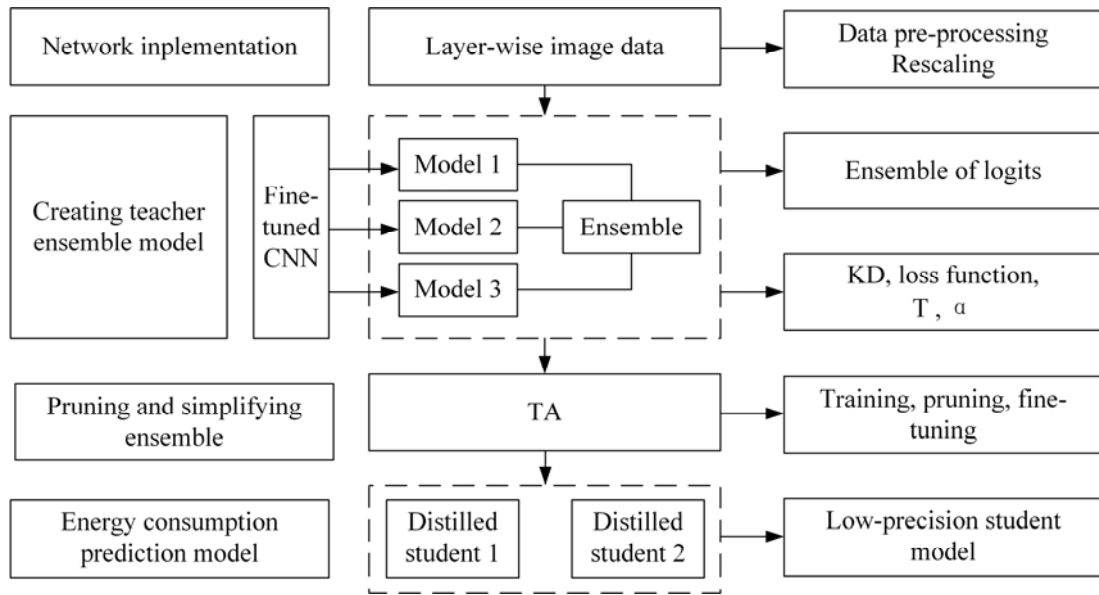 Network inplementation
Layer-wise image data
Data pre-processing
Rescaling
Creating teacher
ensemble model
Fine-
tuned
CNN
Model 1
Model 2
Model 3
Ensemble
Ensemble of logits
KD, loss function,
T , α
Pruning and simplifying
ensemble
TA
Training, pruning, fine-
tuning
Energy consumption
prediction model
Distilled
student 1
Distilled
student 2
Low-precision student
model